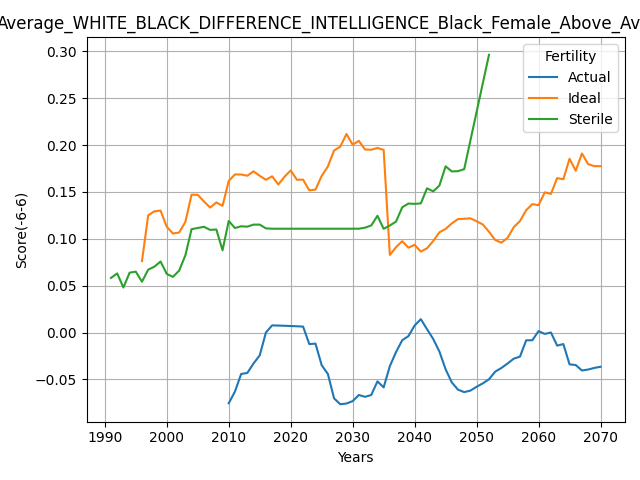 Average_WHITE_BLACK_DIFFERENCE_INTELLIGENCE_Black_Female_Above_Av
0.30
0.25
0.20
0.15
0.10
0.05
0.00
−0.05
Score(-6-6)
Fertility
Actual
Ideal
Sterile
1990 2000 2010 2020 2030 2040 2050 2060 2070
Years